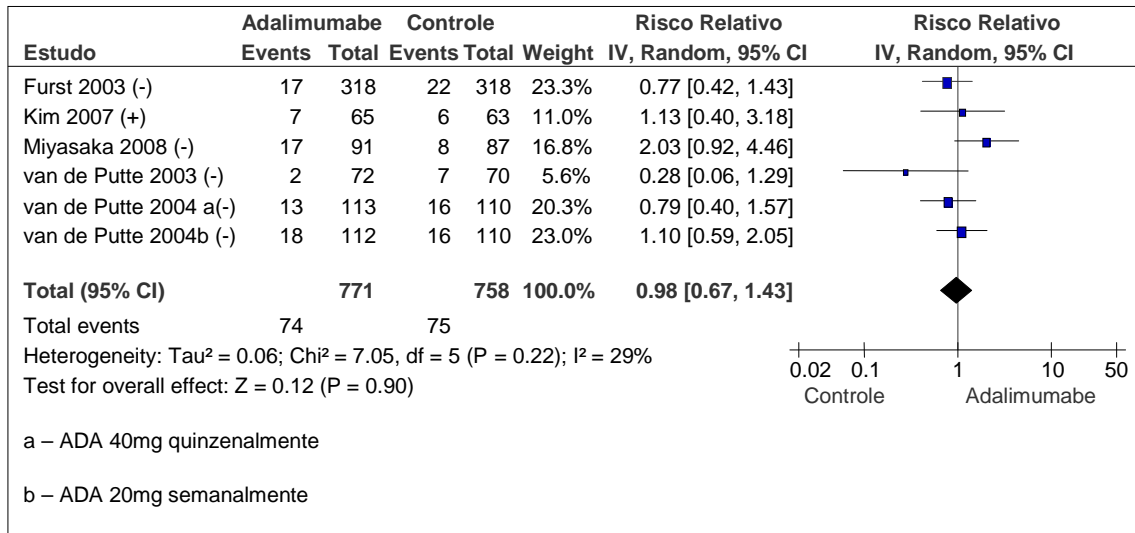 Adalimumabe Controle Risco Relativo Risco Relativo
Estudo Events Total Events Total Weight IV, Random, 95% CI IV, Random, 95% CI
Furst 2003 (-) 17 318 22 318 23.3% 0.77 [0.42, 1.43]
Kim 2007 (+) 7 65 6 63 11.0% 1.13 [0.40, 3.18]
Miyasaka 2008 (-) 17 91 8 87 16.8% 2.03 [0.92, 4.46]
van de Putte 2003 (-) 2 72 7 70 5.6% 0.28 [0.06, 1.29]
van de Putte 2004 a(-) 13 113 16 110 20.3% 0.79 [0.40, 1.57]
van de Putte 2004b (-) 18 112 16 110 23.0% 1.10 [0.59, 2.05]
Total (95% CI) 771 758 100.0% 0.98 [0.67, 1.43]
Total events 74 75
Heterogeneity: Tau² = 0.06; Chi² = 7.05, df = 5 (P = 0.22); I² = 29%
Test for overall effect: Z = 0.12 (P = 0.90)
0.02 0.1 1 10 50
Controle Adalimumabe
a – ADA 40mg quinzenalmente
b – ADA 20mg semanalmente